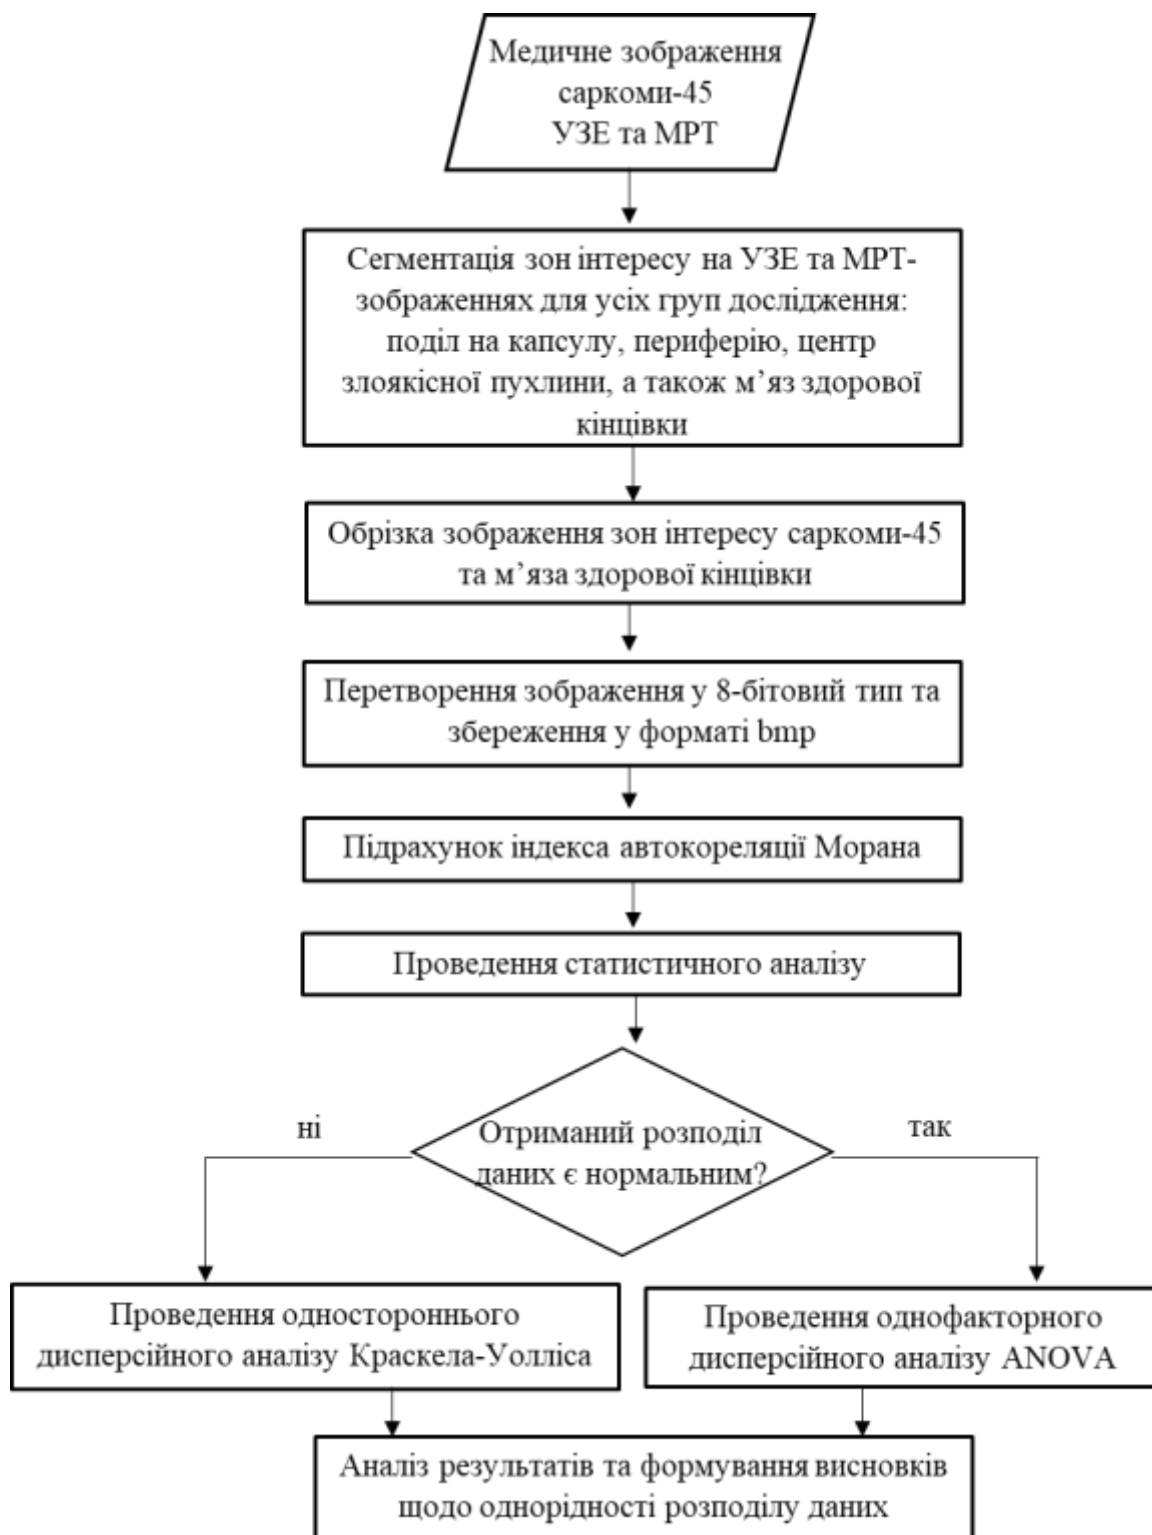 Медичне зображення
саркоми-45
УЗЕ та МРТ
Сегментація зон інтересу на УЗЕ та МРТ-
зображеннях для усіх груп дослідження:
поділ на капсулу, периферію, центр
злоякісної пухлини, а також м’яз здорової
кінцівки
Обрізка зображення зон інтересу саркоми-45
та м’яза здорової кінцівки
Перетворення зображення у 8-бітовий тип та
збереження у форматі bmp
Підрахунок індекса автокореляції Морана
Проведення статистичного аналізу
Отриманий розподіл
даних є нормальним?
ні
так
Проведення одностороннього
дисперсійного аналізу Краскела-Уолліса
Проведення однофакторного
дисперсійного аналізу ANOVA
Аналіз результатів та формування висновків
щодо однорідності розподілу даних